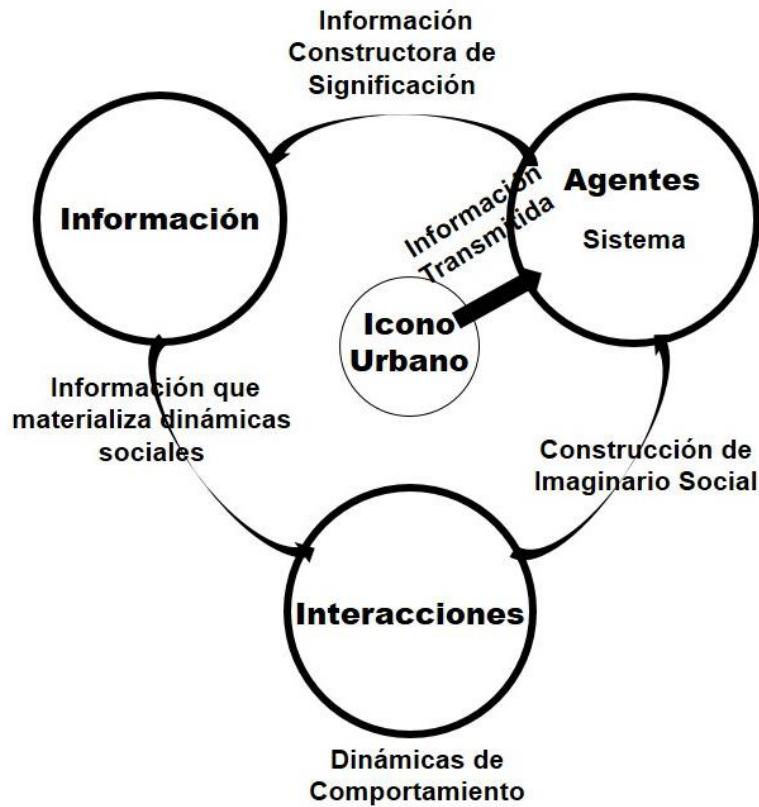 Información
Constructora de
Significación
Información
Agentes
Sistema
Información
Transmitida
Icono
Urbano
Información que
materializa dinámicas
sociales
Construcción de
Imaginario Social
Interacciones
Dinámicas de
Comportamiento